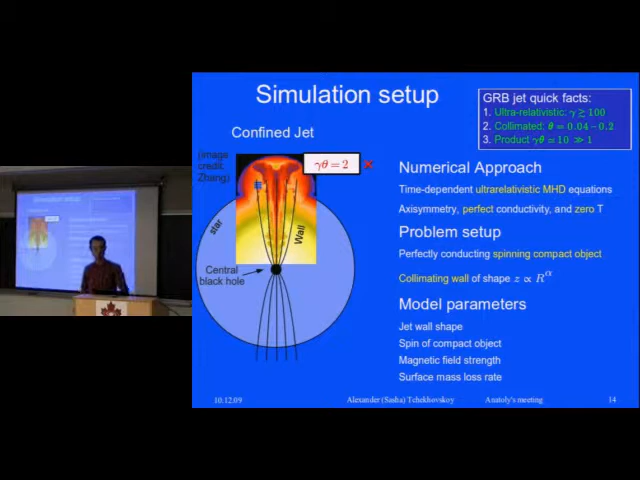 Simulation setup
GRB jet quick facts:
1. Ultra-relativistic: γ ≳ 100
2. Collimated: θ = 0.04 – 0.2
3. Product γθ = 10 ≫ 1
Confined Jet
(image
credit:
Zhang)
γθ = 2 ×
star
Wall
Central
black hole
Numerical Approach
Time-dependent ultrarelativistic MHD equations
Axisymmetry, perfect conductivity, and zero T
Problem setup
Perfectly conducting spinning compact object
Collimating wall of shape z ∝ R^α
Model parameters
Jet wall shape
Spin of compact object
Magnetic field strength
Surface mass loss rate
10.12.09
Alexander (Sasha) Tchekhovskoy
Anatoly's meeting
14